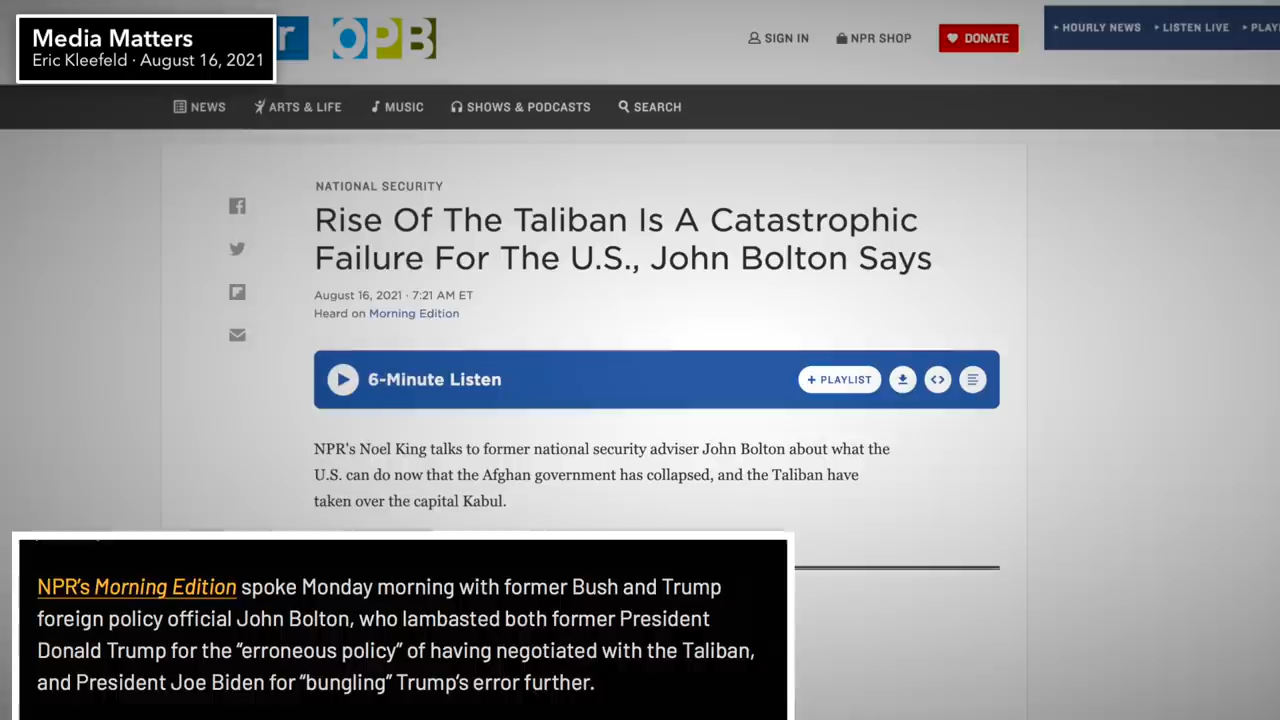 Media Matters
Eric Kleefeld · August 16, 2021
r OPB
SIGN IN
NPR SHOP
DONATE
HOURLY NEWS
LISTEN LIVE
NEWS
ARTS & LIFE
MUSIC
SHOWS & PODCASTS
SEARCH
NATIONAL SECURITY
Rise Of The Taliban Is A Catastrophic
Failure For The U.S., John Bolton Says
August 16, 2021 · 7:21 AM ET
Heard on Morning Edition
6-Minute Listen
+ PLAYLIST
NPR's Noel King talks to former national security adviser John Bolton about what the
U.S. can do now that the Afghan government has collapsed, and the Taliban have
taken over the capital Kabul.
NPR's Morning Edition spoke Monday morning with former Bush and Trump
foreign policy official John Bolton, who lambasted both former President
Donald Trump for the "erroneous policy" of having negotiated with the Taliban,
and President Joe Biden for "bungling" Trump's error further.